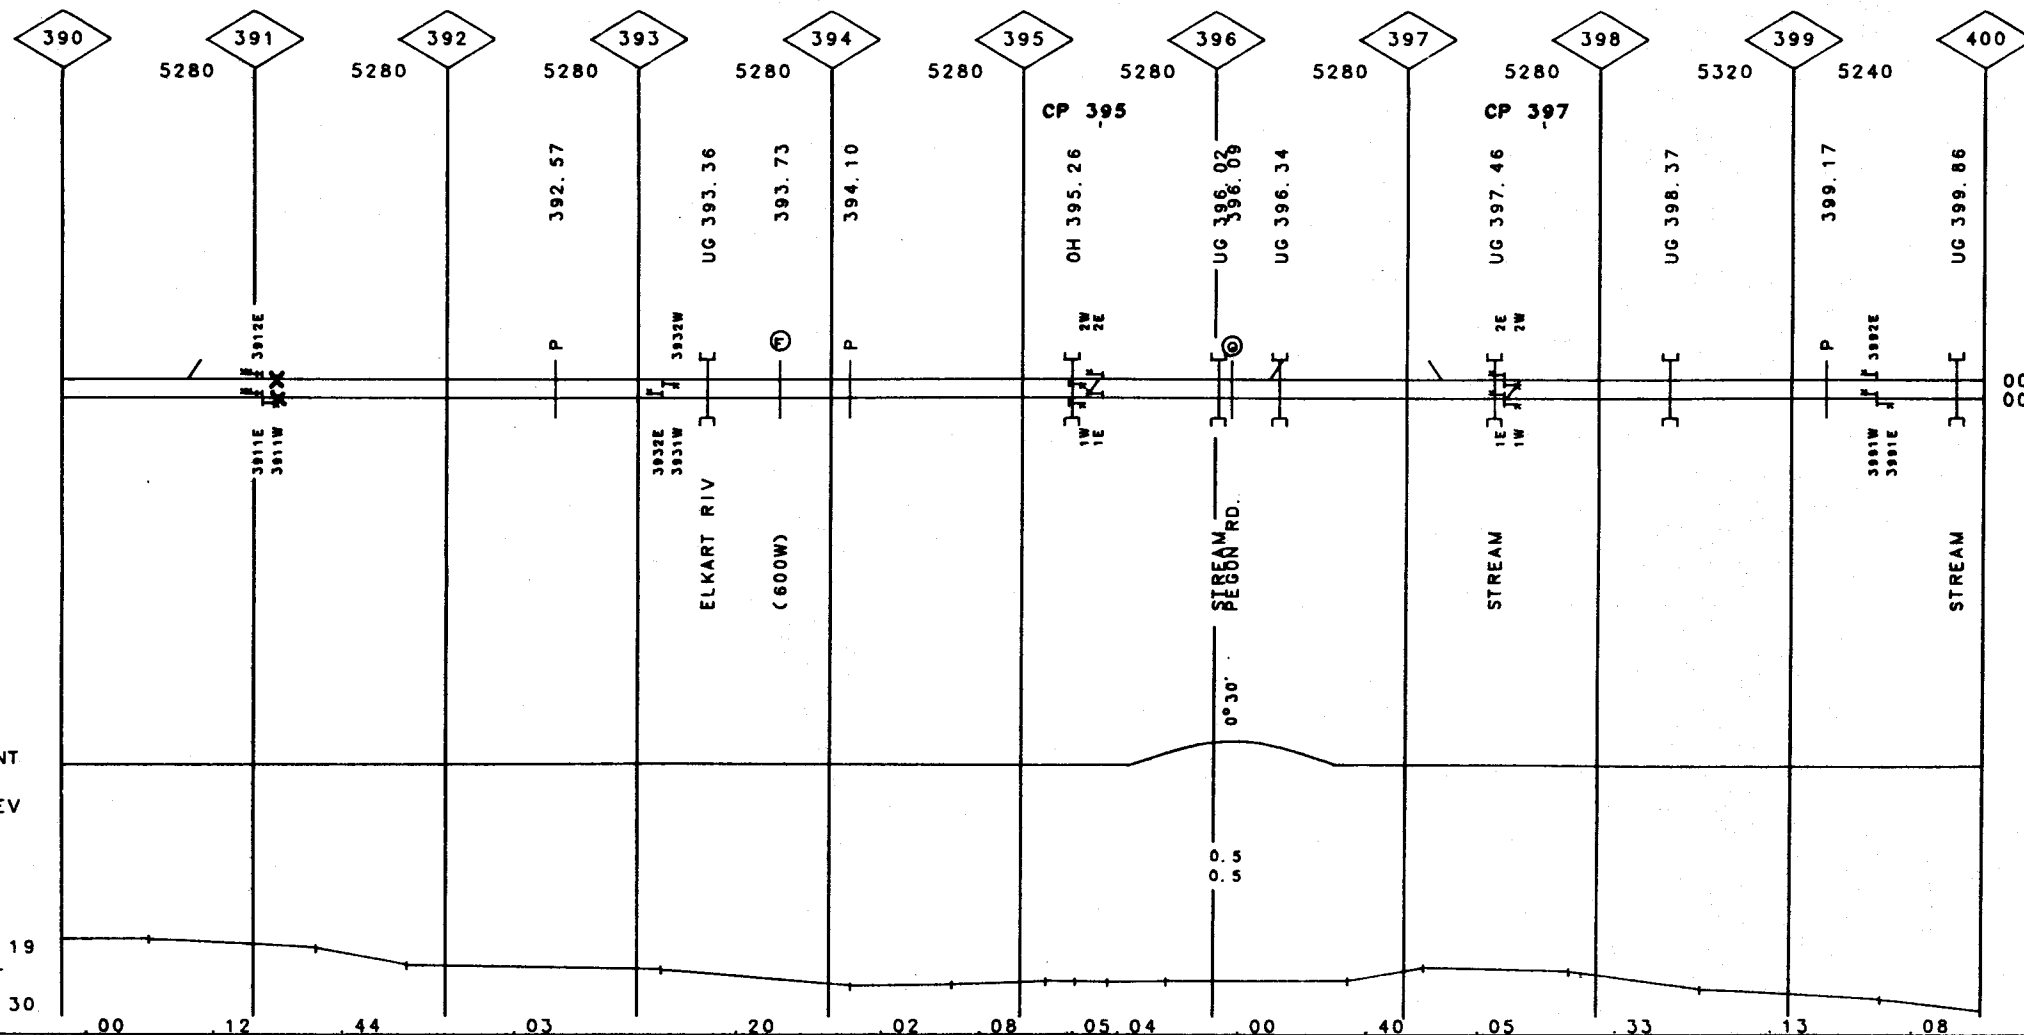 390 391 392 393 394 395 396 397 398 399 400
5280 5280 5280 5280 5280 5280 5280 5280 5320 5240
CP 395 CP 397
392.57
UG 393.36
393.73
394.10
OH 395.26
UG 396.02
396.09
UG 396.34
UG 397.46
UG 398.37
399.17
UG 399.86
3912E
P
3932W
E
P
2W
2E
2E
2W
P
3992E
00
00
3911E
3911W
3932E
3931W
1W
1E
1E
1W
3991W
3991E
ELKART RIV
(600W)
STREAM
PEGON RD.
STREAM
STREAM
0°30'
NT
EV
0.5
0.5
19
30
.00 .12 .44 .03 .20 .02 .08 .05 .04 .00 .40 .05 .33 .13 .08